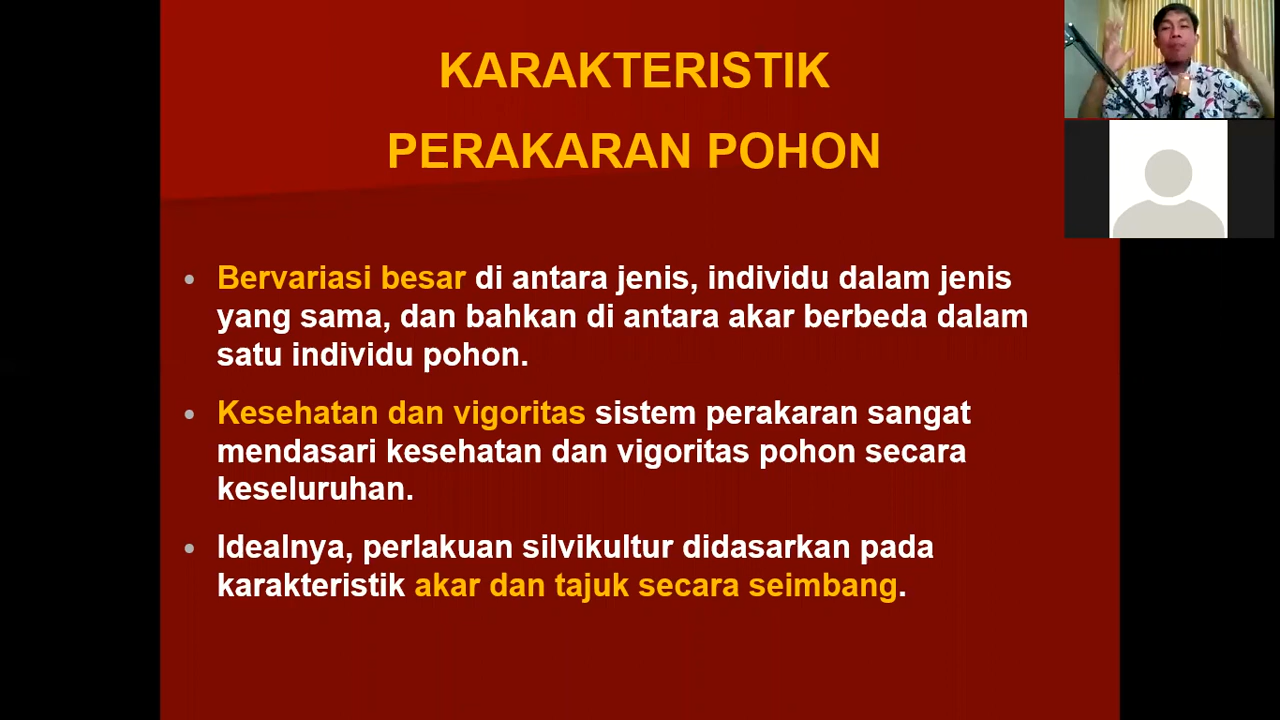 KARAKTERISTIK
PERAKARAN POHON
• Bervariasi besar di antara jenis, individu dalam jenis
yang sama, dan bahkan di antara akar berbeda dalam
satu individu pohon.
• Kesehatan dan vigoritas sistem perakaran sangat
mendasari kesehatan dan vigoritas pohon secara
keseluruhan.
• Idealnya, perlakuan silvikultur didasarkan pada
karakteristik akar dan tajuk secara seimbang.